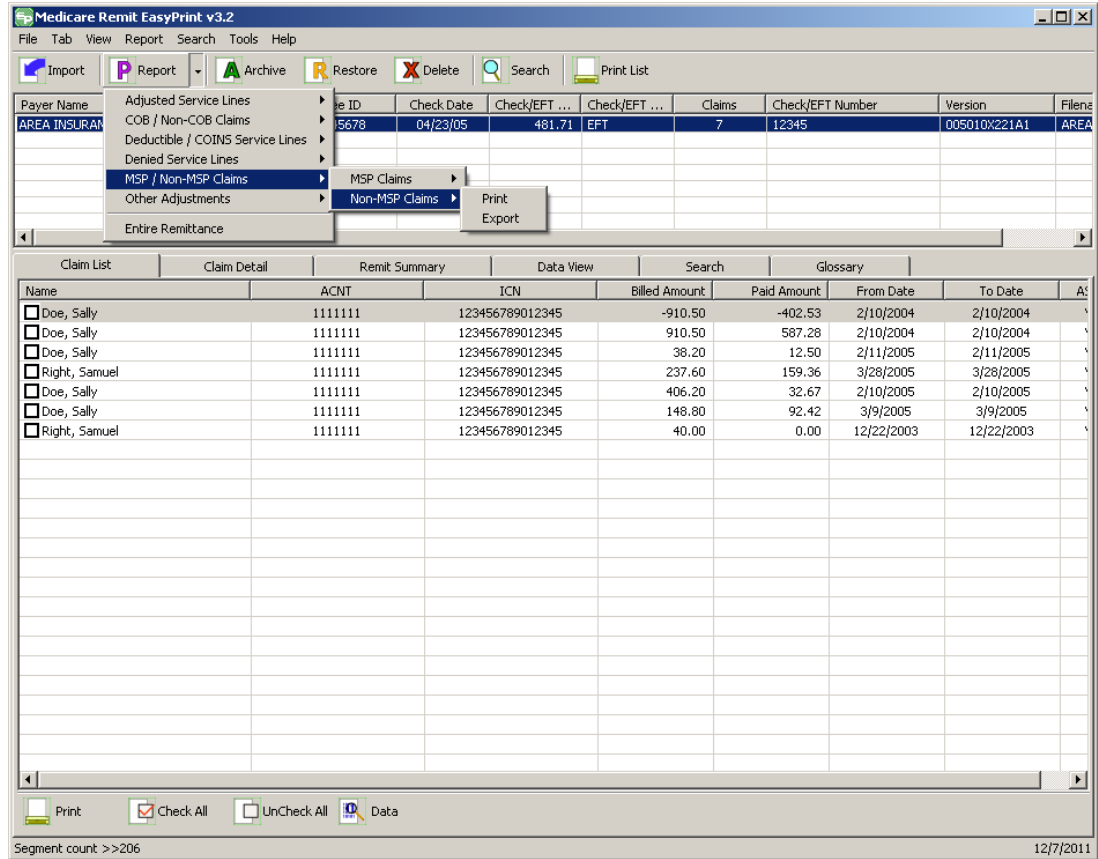 Medicare Remit EasyPrint v3.2
File Tab View Report Search Tools Help
Import P Report A Archive R Restore X Delete Search Print List
Payer Name ee ID Check Date Check/EFT ... Check/EFT ... Claims Check/EFT Number Version Filena
AREA INSURAN 5678 04/23/05 481.71 EFT 7 12345 005010X221A1 AREA
Adjusted Service Lines
COB / Non-COB Claims
Deductible / COINS Service Lines
Denied Service Lines
MSP / Non-MSP Claims MSP Claims
Other Adjustments Non-MSP Claims Print
Export
Entire Remittance
Claim List Claim Detail Remit Summary Data View Search Glossary
Name ACNT ICN Billed Amount Paid Amount From Date To Date AS
Doe, Sally 1111111 123456789012345 -910.50 -402.53 2/10/2004 2/10/2004
Doe, Sally 1111111 123456789012345 910.50 587.28 2/10/2004 2/10/2004
Doe, Sally 1111111 123456789012345 38.20 12.50 2/11/2005 2/11/2005
Right, Samuel 1111111 123456789012345 237.60 159.36 3/28/2005 3/28/2005
Doe, Sally 1111111 123456789012345 406.20 32.67 2/10/2005 2/10/2005
Doe, Sally 1111111 123456789012345 148.80 92.42 3/9/2005 3/9/2005
Right, Samuel 1111111 123456789012345 40.00 0.00 12/22/2003 12/22/2003
Print Check All UnCheck All Data
Segment count >>206 12/7/2011